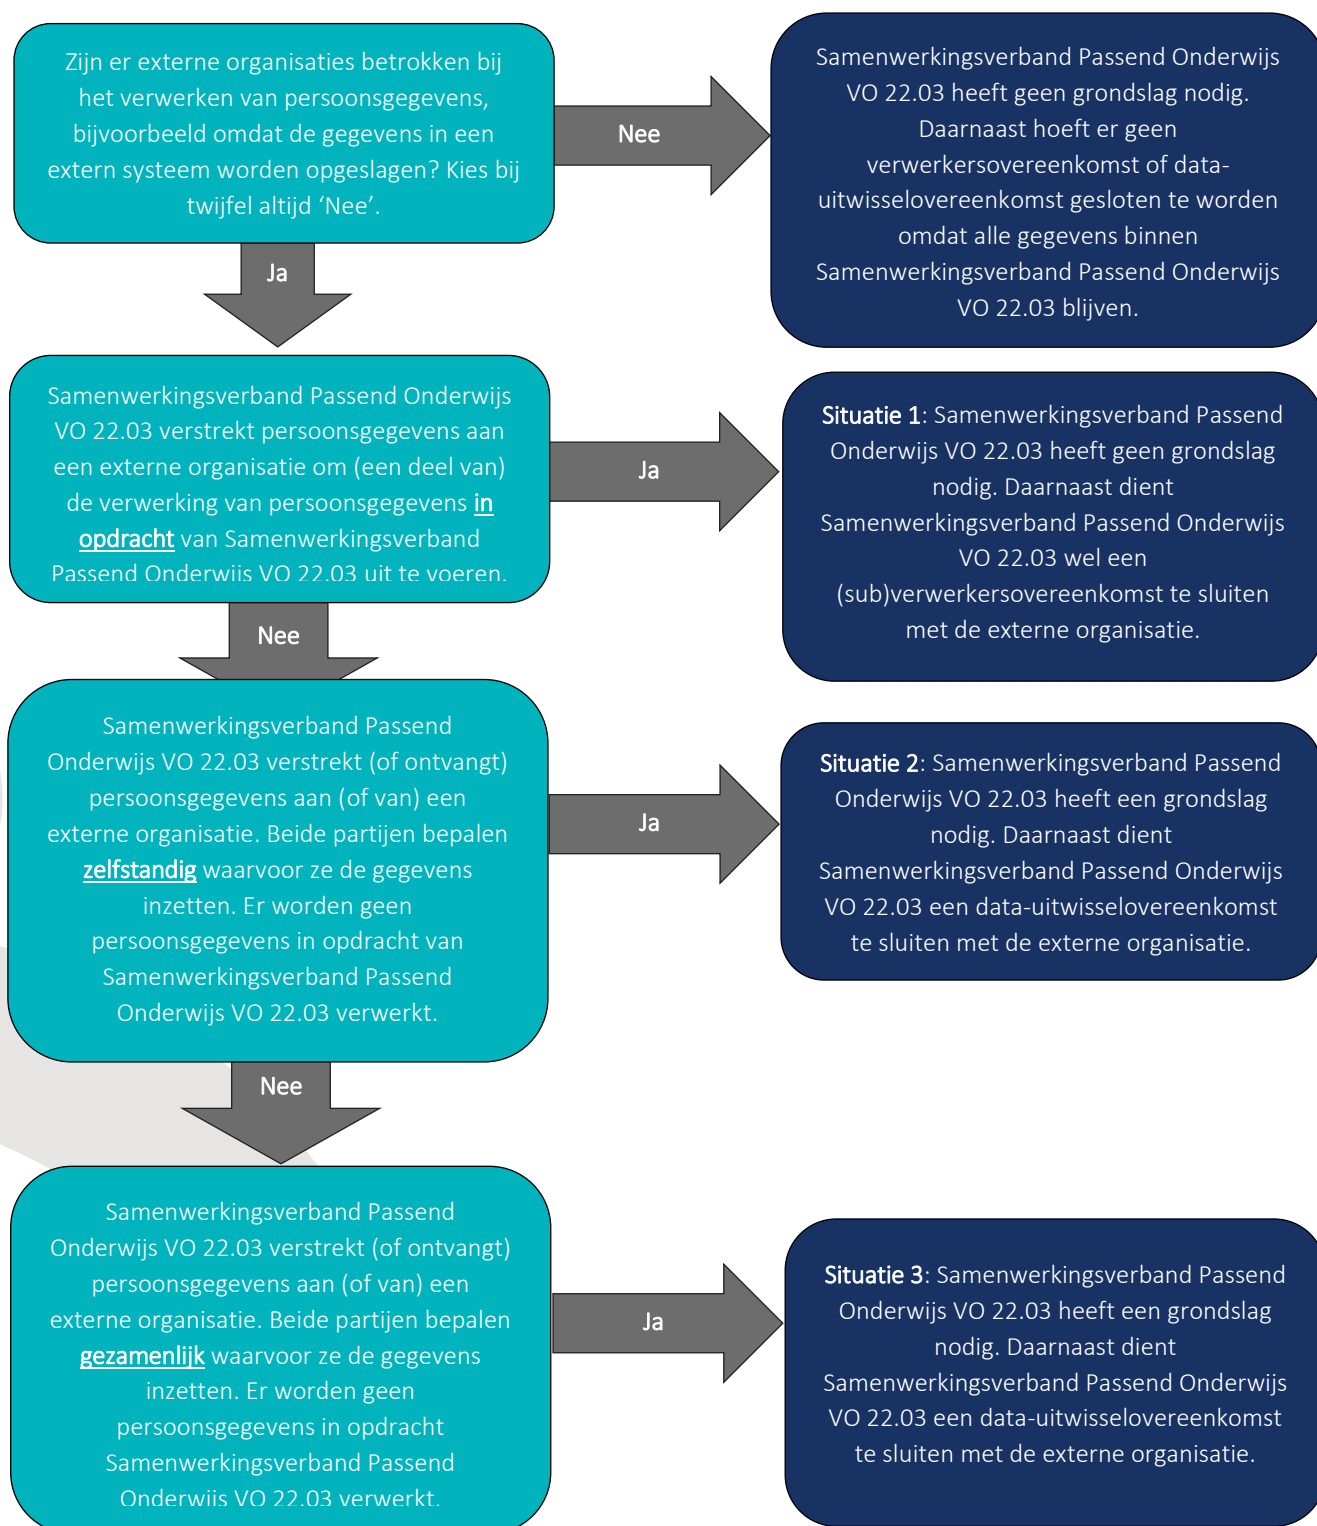 Zijn er externe organisaties betrokken bij
het verwerken van persoonsgegevens,
bijvoorbeeld omdat de gegevens in een
extern systeem worden opgeslagen? Kies bij
twijfel altijd ‘Nee’.
Nee
Samenwerkingsverband Passend Onderwijs
VO 22.03 heeft geen grondslag nodig.
Daarnaast hoeft er geen
verwerkersovereenkomst of data-
uitwisselovereenkomst gesloten te worden
omdat alle gegevens binnen
Samenwerkingsverband Passend Onderwijs
VO 22.03 blijven.
Ja
Samenwerkingsverband Passend Onderwijs
VO 22.03 verstrekt persoonsgegevens aan
een externe organisatie om (een deel van)
de verwerking van persoonsgegevens in
opdracht van Samenwerkingsverband
Passend Onderwijs VO 22.03 uit te voeren.
Ja
Situatie 1: Samenwerkingsverband Passend
Onderwijs VO 22.03 heeft geen grondslag
nodig. Daarnaast dient
Samenwerkingsverband Passend Onderwijs
VO 22.03 wel een
(sub)verwerkersovereenkomst te sluiten
met de externe organisatie.
Nee
Samenwerkingsverband Passend
Onderwijs VO 22.03 verstrekt (of ontvangt)
persoonsgegevens aan (of van) een
externe organisatie. Beide partijen bepalen
zelfstandig waarvoor ze de gegevens
inzetten. Er worden geen
persoonsgegevens in opdracht van
Samenwerkingsverband Passend
Onderwijs VO 22.03 verwerkt.
Ja
Situatie 2: Samenwerkingsverband Passend
Onderwijs VO 22.03 heeft een grondslag
nodig. Daarnaast dient
Samenwerkingsverband Passend Onderwijs
VO 22.03 een data-uitwisselovereenkomst
te sluiten met de externe organisatie.
Nee
Samenwerkingsverband Passend
Onderwijs VO 22.03 verstrekt (of ontvangt)
persoonsgegevens aan (of van) een
externe organisatie. Beide partijen bepalen
gezamenlijk waarvoor ze de gegevens
inzetten. Er worden geen
persoonsgegevens in opdracht
Samenwerkingsverband Passend
Onderwijs VO 22.03 verwerkt.
Ja
Situatie 3: Samenwerkingsverband Passend
Onderwijs VO 22.03 heeft een grondslag
nodig. Daarnaast dient
Samenwerkingsverband Passend Onderwijs
VO 22.03 een data-uitwisselovereenkomst
te sluiten met de externe organisatie.